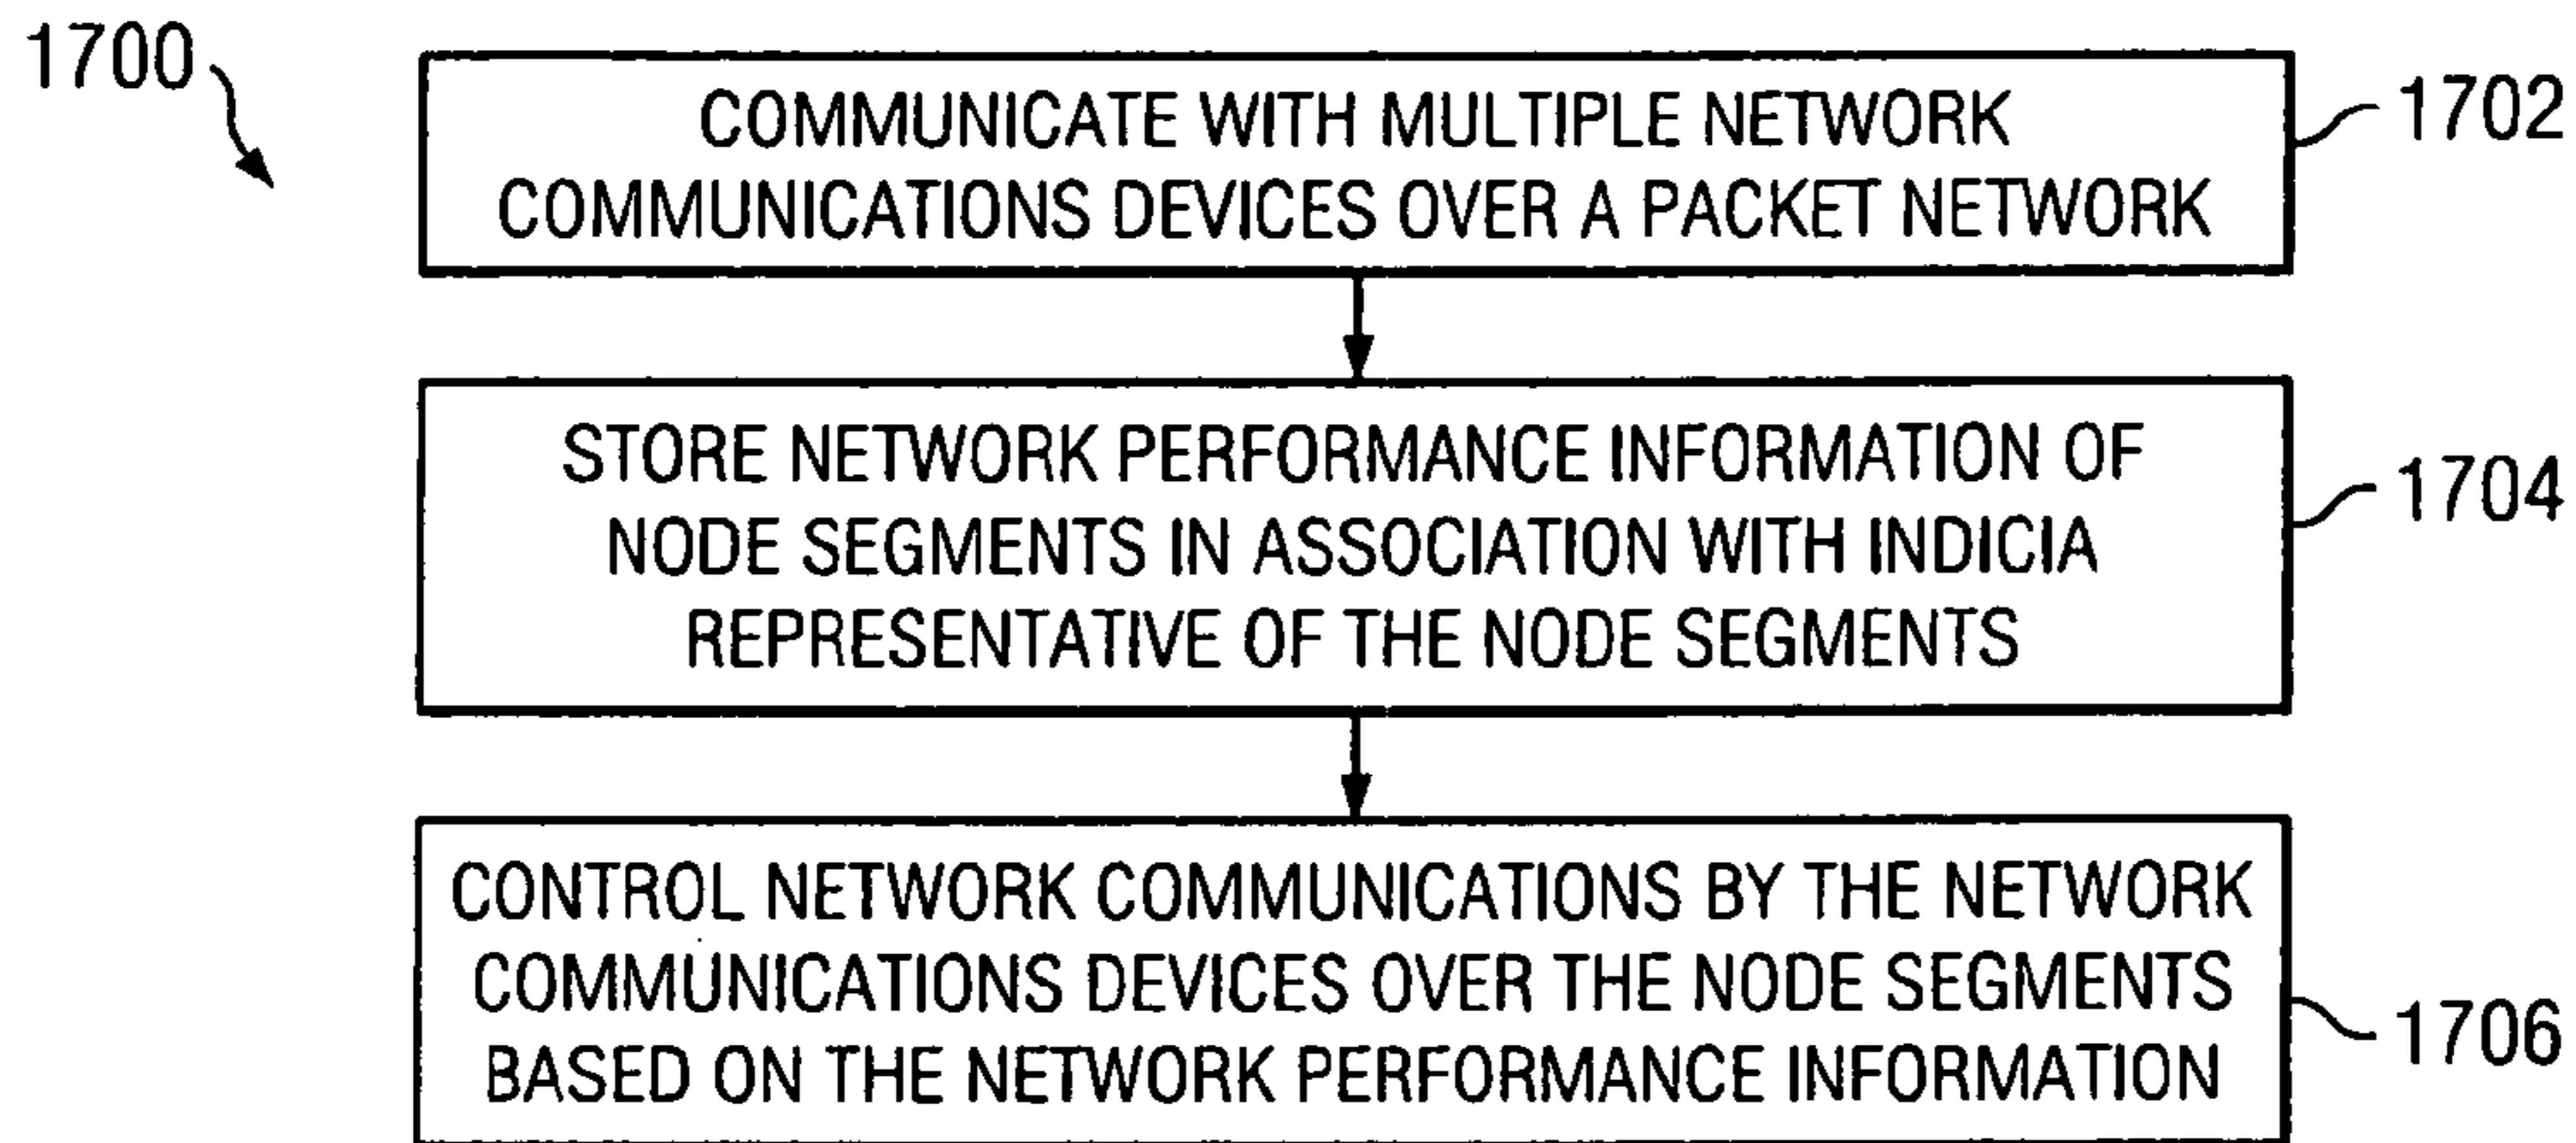 1700
COMMUNICATE WITH MULTIPLE NETWORK
COMMUNICATIONS DEVICES OVER A PACKET NETWORK
1702
STORE NETWORK PERFORMANCE INFORMATION OF
NODE SEGMENTS IN ASSOCIATION WITH INDICIA
REPRESENTATIVE OF THE NODE SEGMENTS
1704
CONTROL NETWORK COMMUNICATIONS BY THE NETWORK
COMMUNICATIONS DEVICES OVER THE NODE SEGMENTS
BASED ON THE NETWORK PERFORMANCE INFORMATION
1706